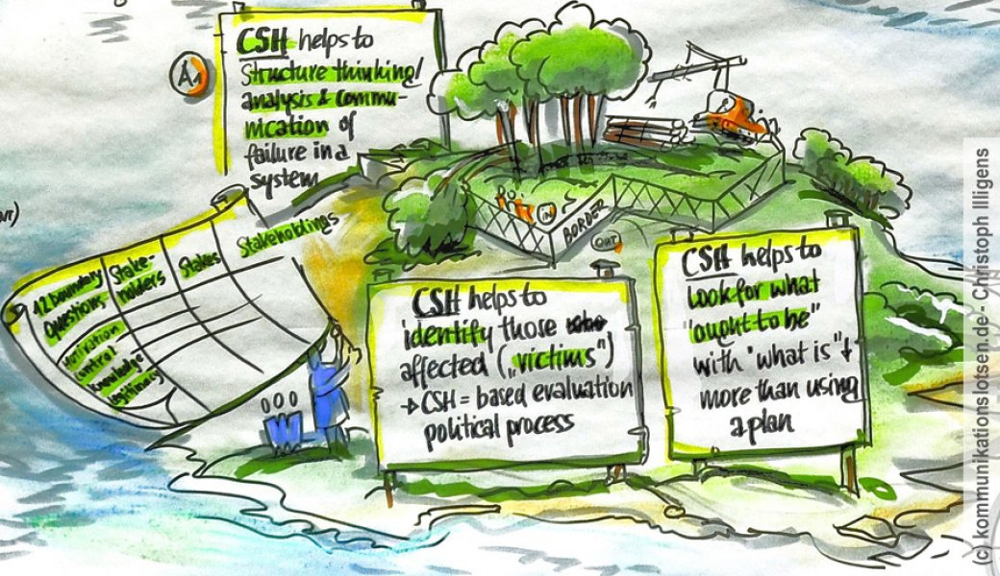 CSH helps to
Structure thinking/
analysis & commu-
nication of
failure in a
system
A1
12 boundary
questions
Stake-
holders
Stakes
Stakeholdings
Motivation
Control
Knowledge
Legitimacy
IN
BORDER
OUT
CSH helps to
identify those
affected („victims")
→ CSH = based evaluation
political process
CSH helps to
Look for what
"ought to be"
with "what is" ↓
more than using
a plan
(c) kommunikationslotsen.de - Christoph Illigens